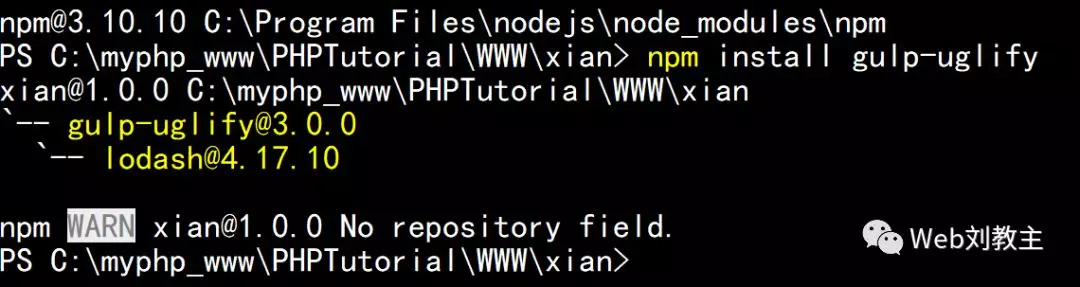 npm@3.10.10 C:\Program Files\nodejs\node_modules\npm
PS C:\myphp_www\PHPTutorial\WWW\xian> npm install gulp-uglify
xian@1.0.0 C:\myphp_www\PHPTutorial\WWW\xian
`-- gulp-uglify@3.0.0
  `-- lodash@4.17.10
npm WARN xian@1.0.0 No repository field.
PS C:\myphp_www\PHPTutorial\WWW\xian>
Web刘教主